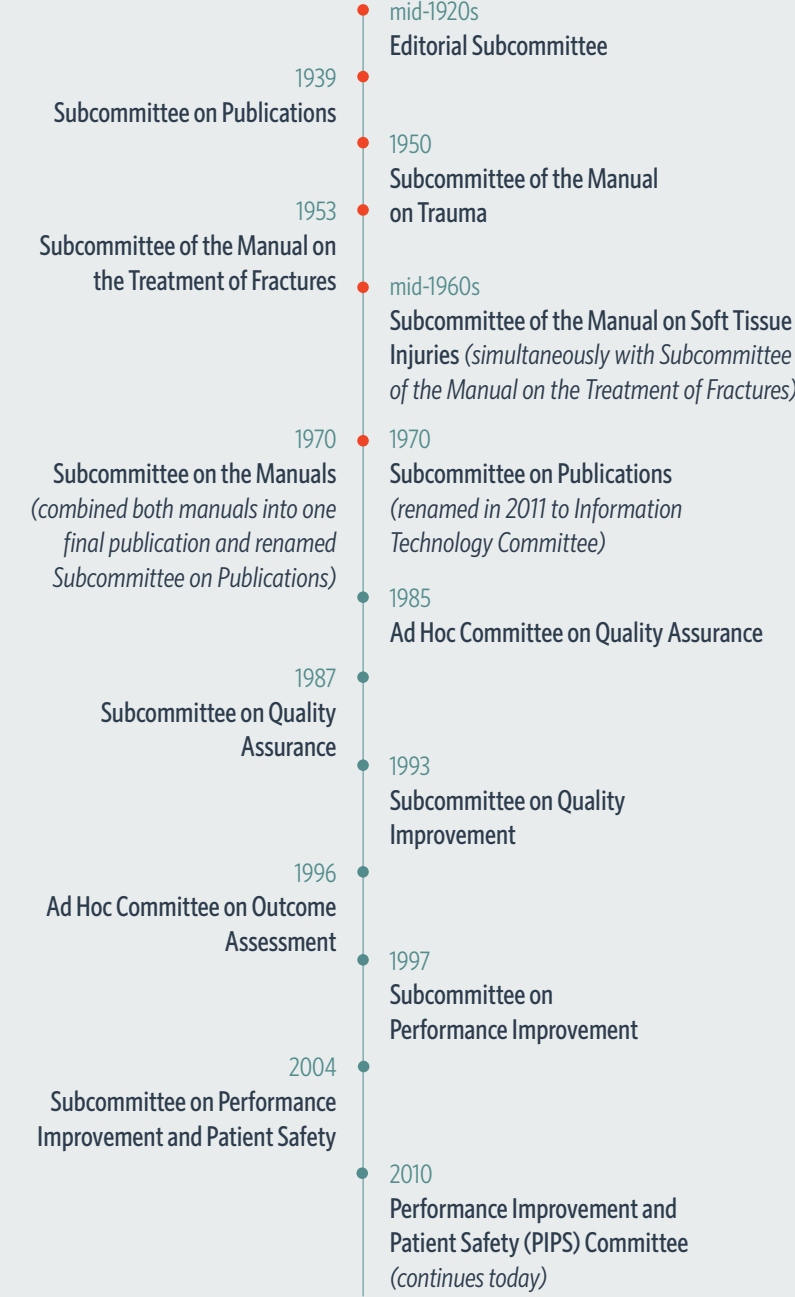 mid-1920s
Editorial Subcommittee
1939
Subcommittee on Publications
1950
Subcommittee of the Manual
on Trauma
1953
Subcommittee of the Manual on
the Treatment of Fractures
mid-1960s
Subcommittee of the Manual on Soft Tissue
Injuries (simultaneously with Subcommittee
of the Manual on the Treatment of Fractures)
1970
Subcommittee on the Manuals
(combined both manuals into one
final publication and renamed
Subcommittee on Publications)
1970
Subcommittee on Publications
(renamed in 2011 to Information
Technology Committee)
1985
Ad Hoc Committee on Quality Assurance
1987
Subcommittee on Quality
Assurance
1993
Subcommittee on Quality
Improvement
1996
Ad Hoc Committee on Outcome
Assessment
1997
Subcommittee on
Performance Improvement
2004
Subcommittee on Performance
Improvement and Patient Safety
2010
Performance Improvement and
Patient Safety (PIPS) Committee
(continues today)